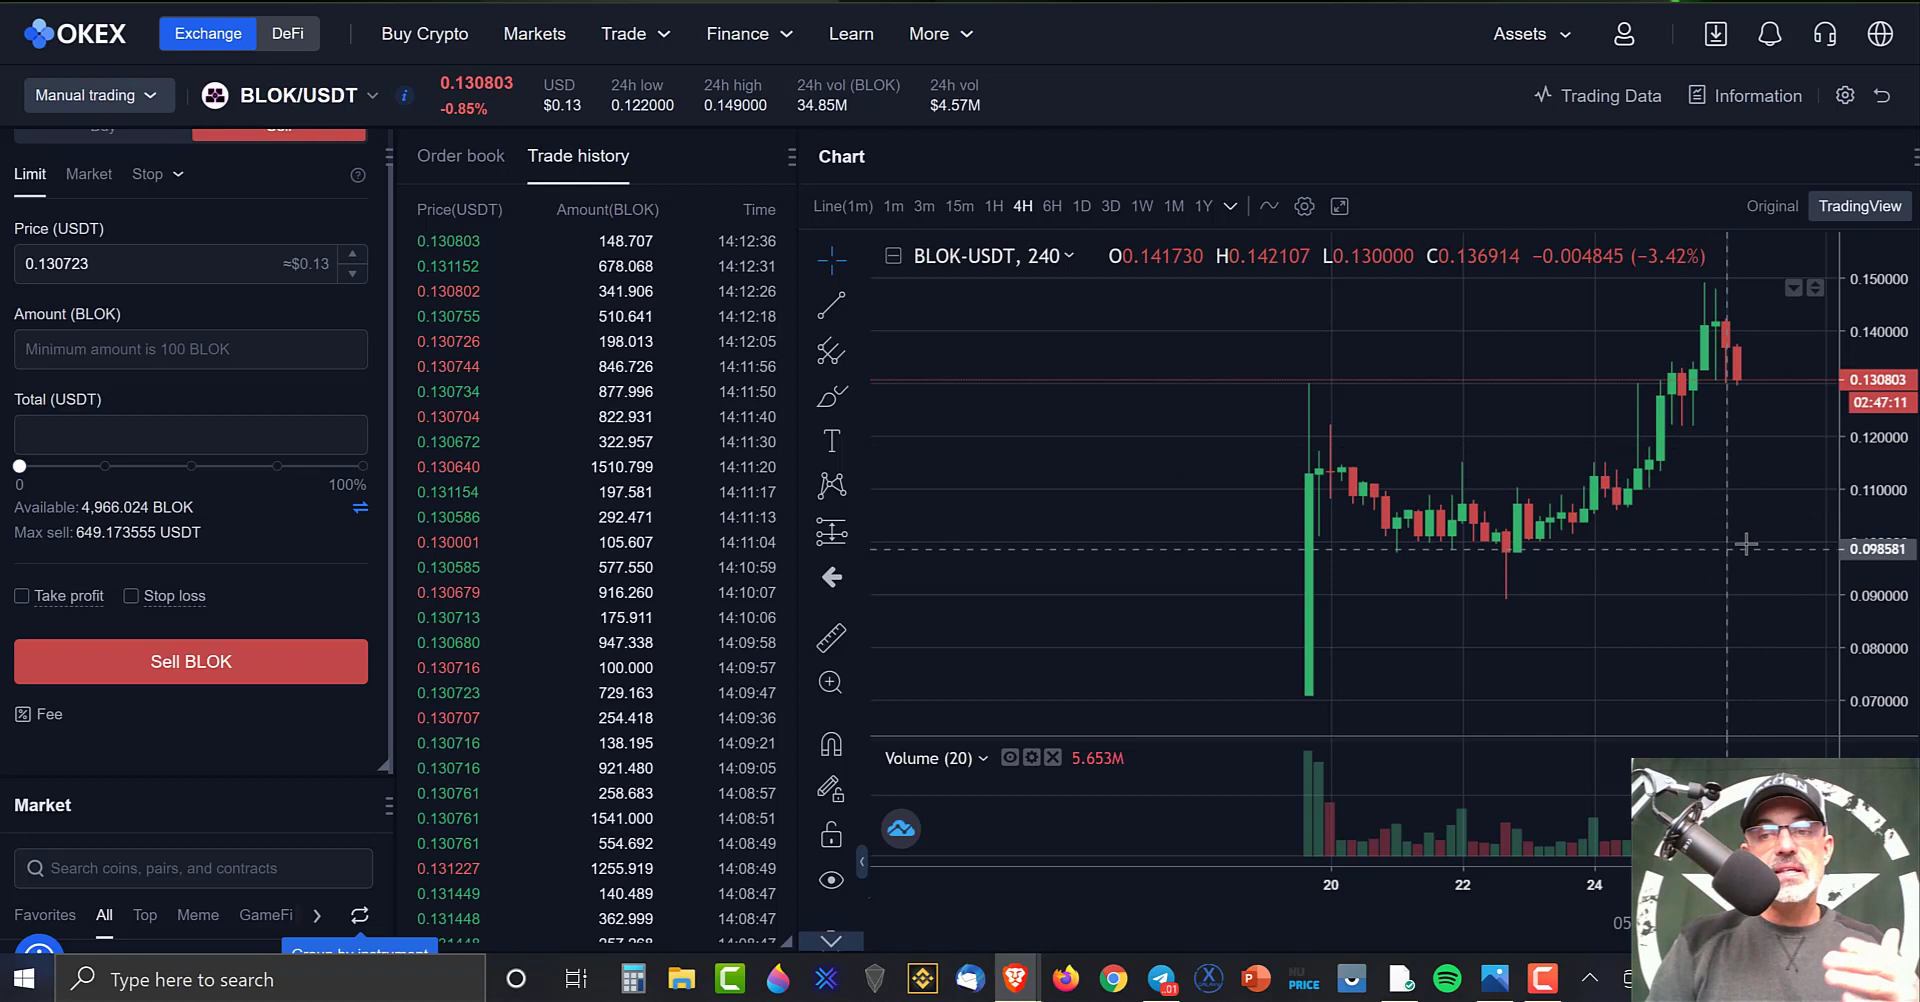 OKEX
Exchange
DeFi
Buy Crypto
Markets
Trade
Finance
Learn
More
Assets
Manual trading
BLOK/USDT
0.130803
-0.85%
USD
$0.13
24h low
0.122000
24h high
0.149000
24h vol (BLOK)
34.85M
24h vol
$4.57M
Trading Data
Information
Limit
Market
Stop
Price (USDT)
0.130723
≈$0.13
Amount (BLOK)
Minimum amount is 100 BLOK
Total (USDT)
0
100%
Available: 4,966.024 BLOK
Max sell: 649.173555 USDT
Take profit
Stop loss
Sell BLOK
Fee
Market
Search coins, pairs, and contracts
Favorites
All
Top
Meme
GameFi
Group by instrument
Order book
Trade history
Price(USDT) Amount(BLOK) Time
0.130803 148.707 14:12:36
0.131152 678.068 14:12:31
0.130802 341.906 14:12:26
0.130755 510.641 14:12:18
0.130726 198.013 14:12:05
0.130744 846.726 14:11:56
0.130734 877.996 14:11:50
0.130704 822.931 14:11:40
0.130672 322.957 14:11:30
0.130640 1510.799 14:11:20
0.131154 197.581 14:11:17
0.130586 292.471 14:11:13
0.130001 105.607 14:11:04
0.130585 577.550 14:10:59
0.130679 916.260 14:10:07
0.130713 175.911 14:10:06
0.130680 947.338 14:09:58
0.130716 100.000 14:09:57
0.130723 729.163 14:09:47
0.130707 254.418 14:09:36
0.130716 138.195 14:09:21
0.130716 921.480 14:09:05
0.130761 258.683 14:08:57
0.130761 1541.000 14:08:51
0.130761 554.692 14:08:49
0.131227 1255.919 14:08:49
0.131449 140.489 14:08:47
0.131448 362.999 14:08:47
Chart
Line(1m) 1m 3m 15m 1H 4H 6H 1D 3D 1W 1M 1Y
Original
TradingView
BLOK-USDT, 240
O0.141730 H0.142107 L0.130000 C0.136914 −0.004845 (−3.42%)
0.150000
0.140000
0.130803
02:47:11
0.120000
0.110000
0.098581
0.090000
0.080000
0.070000
Volume (20)
5.653M
20
22
24
05
Type here to search
NU
PRICE
..01